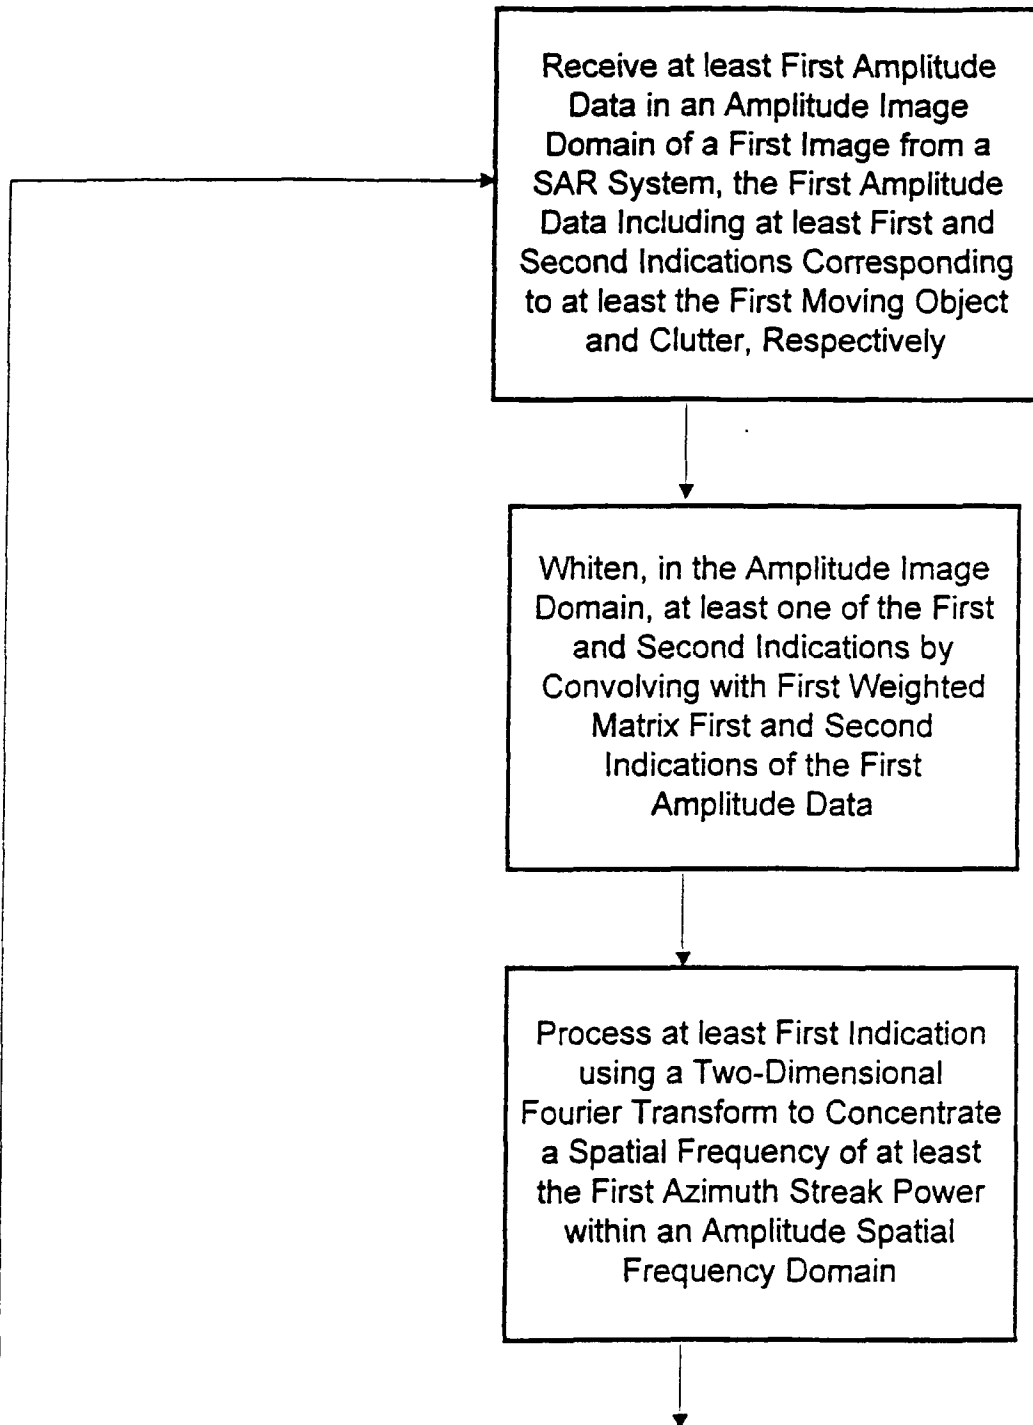 Receive at least First Amplitude
Data in an Amplitude Image
Domain of a First Image from a
SAR System, the First Amplitude
Data Including at least First and
Second Indications Corresponding
to at least the First Moving Object
and Clutter, Respectively
Whiten, in the Amplitude Image
Domain, at least one of the First
and Second Indications by
Convolving with First Weighted
Matrix First and Second
Indications of the First
Amplitude Data
Process at least First Indication
using a Two-Dimensional
Fourier Transform to Concentrate
a Spatial Frequency of at least
the First Azimuth Streak Power
within an Amplitude Spatial
Frequency Domain